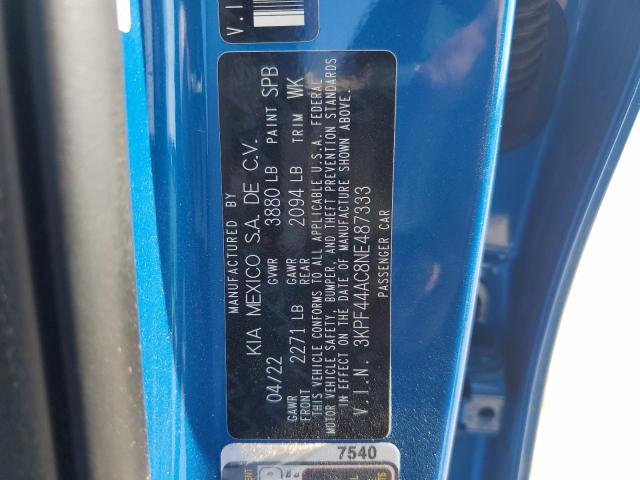 V.I
MANUFACTURED BY
KIA MEXICO S.A. DE C.V.
04/22 GVWR 3880 LB PAINT SPB
GAWR FRONT 2271 LB GAWR REAR 2094 LB TRIM WK
THIS VEHICLE CONFORMS TO ALL APPLICABLE U.S.A. FEDERAL
MOTOR VEHICLE SAFETY, BUMPER, AND THEFT PREVENTION STANDARDS
IN EFFECT ON THE DATE OF MANUFACTURE SHOWN ABOVE.
V.I.N. 3KPF44AC8NE487333
PASSENGER CAR
7540